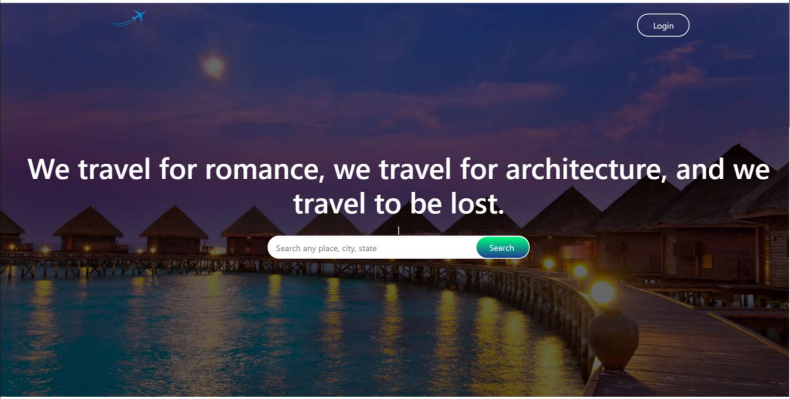 Login
We travel for romance, we travel for architecture, and we
travel to be lost.
Search any place, city, state
Search